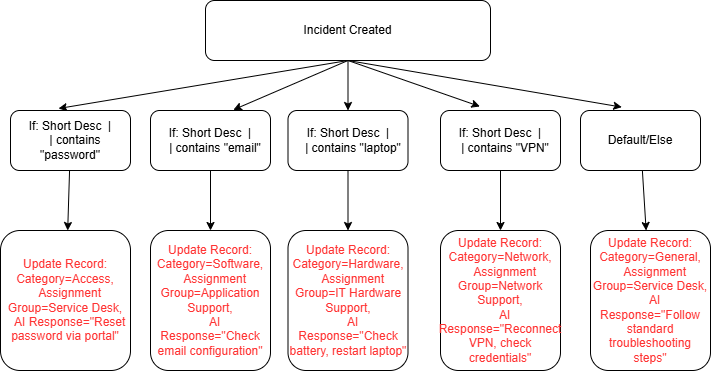 Incident Created
If: Short Desc |
| contains
"password"
If: Short Desc |
| contains "email"
If: Short Desc |
| contains "laptop"
If: Short Desc |
| contains "VPN"
Default/Else
Update Record:
Category=Access,
Assignment
Group=Service Desk,
AI Response="Reset
password via portal"
Update Record:
Category=Software,
Assignment
Group=Application
Support,
AI
Response="Check
email configuration"
Update Record:
Category=Hardware,
Assignment
Group=IT Hardware
Support,
AI
Response="Check
battery, restart laptop"
Update Record:
Category=Network,
Assignment
Group=Network
Support,
AI
Response="Reconnect
VPN, check
credentials"
Update Record:
Category=General,
Assignment
Group=Service Desk,
AI
Response="Follow
standard
troubleshooting
steps"